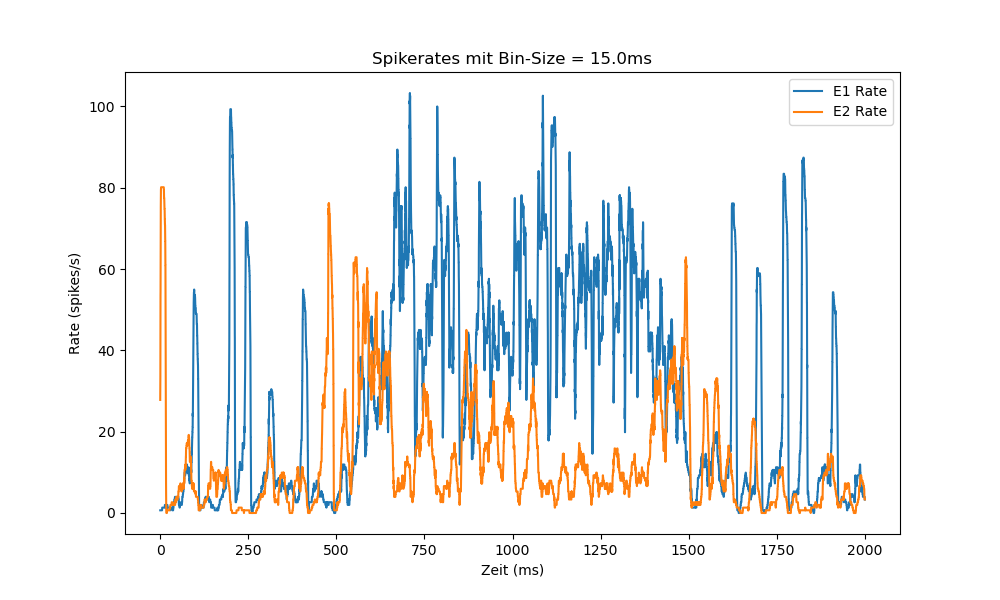 Spikerates mit Bin-Size = 15.0ms
E1 Rate
E2 Rate
100
80
60
40
20
0
Rate (spikes/s)
0 250 500 750 1000 1250 1500 1750 2000
Zeit (ms)